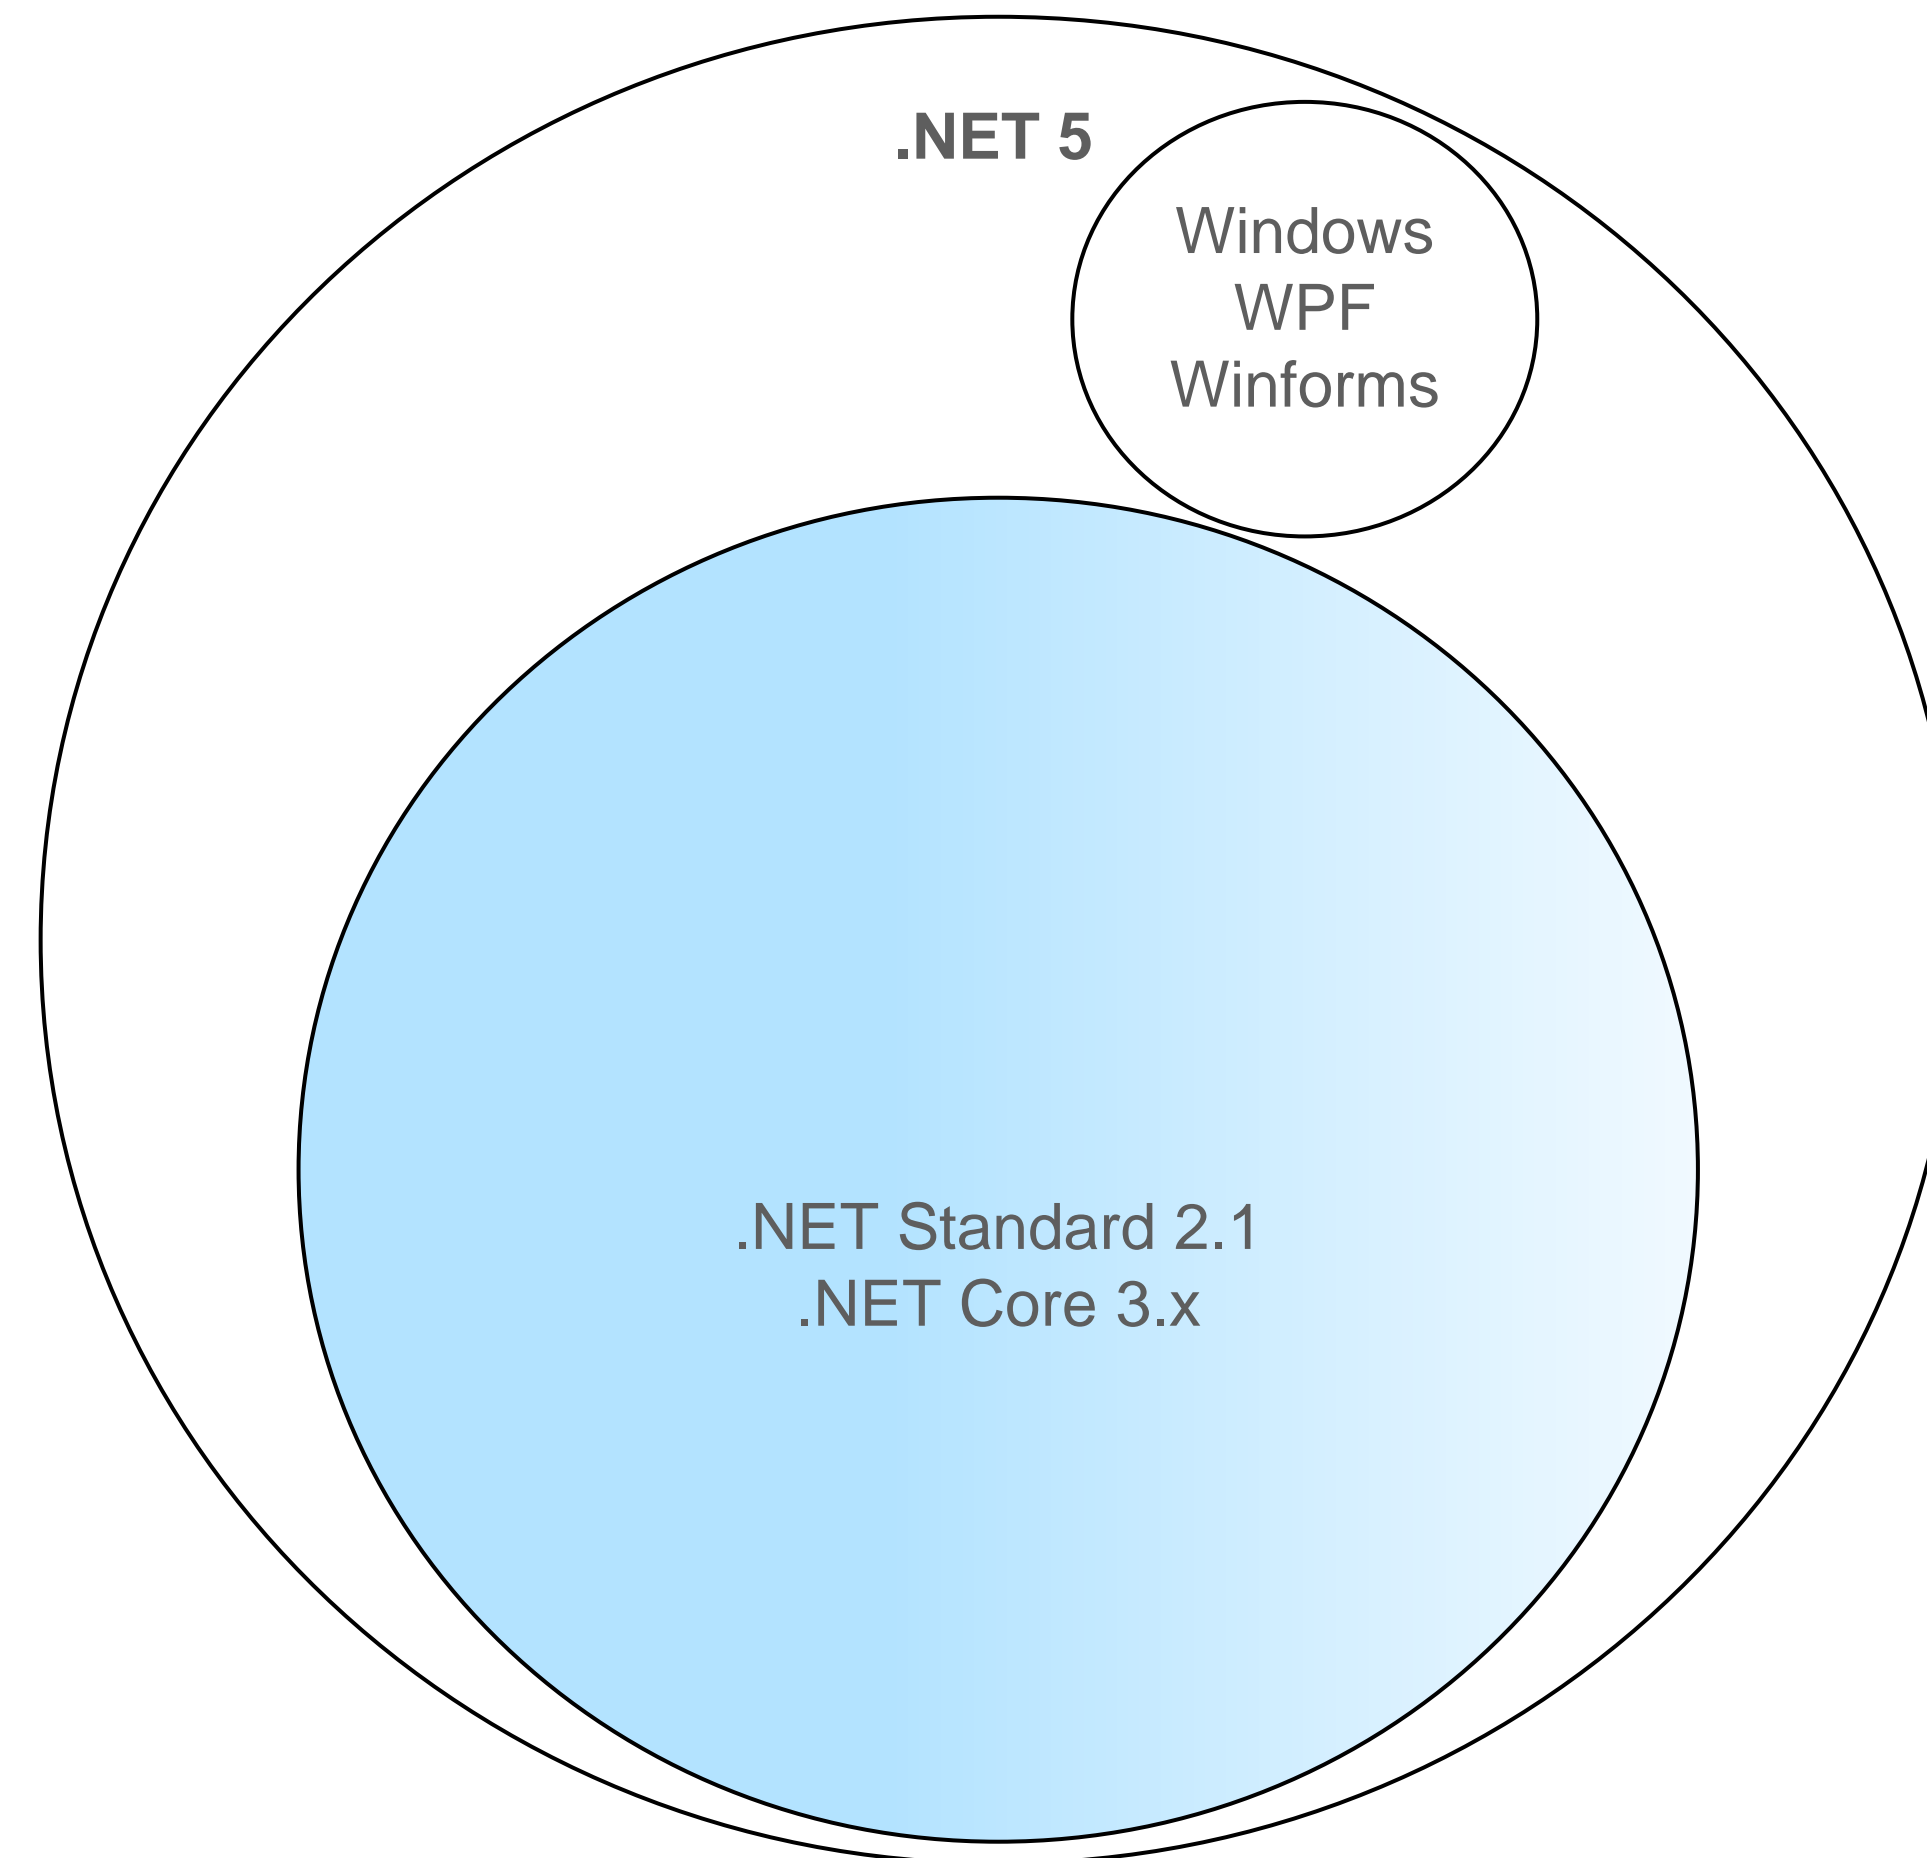 .NET 5
Windows
WPF
Winforms
.NET Standard 2.1
.NET Core 3.x